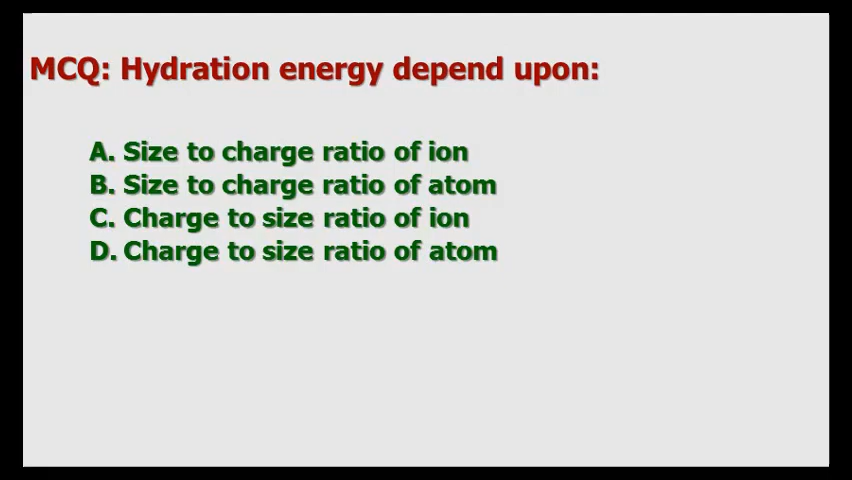 MCQ: Hydration energy depend upon:
A. Size to charge ratio of ion
B. Size to charge ratio of atom
C. Charge to size ratio of ion
D. Charge to size ratio of atom